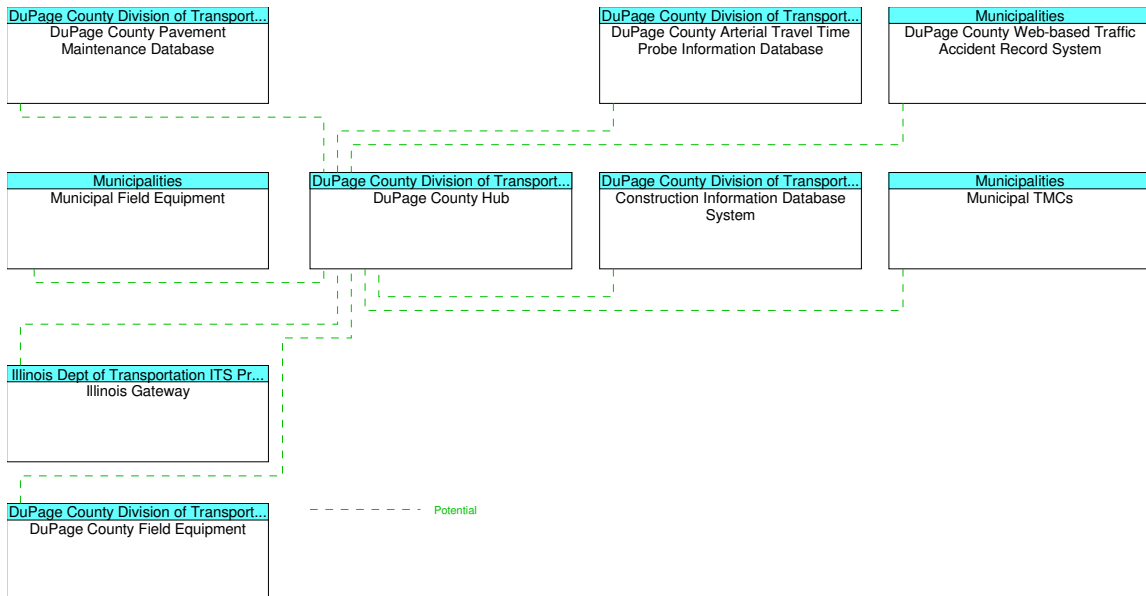 DuPage County Division of Transport...
DuPage County Pavement
Maintenance Database
DuPage County Division of Transport...
DuPage County Arterial Travel Time
Probe Information Database
Municipalities
DuPage County Web-based Traffic
Accident Record System
Municipalities
Municipal Field Equipment
DuPage County Division of Transport...
DuPage County Hub
DuPage County Division of Transport...
Construction Information Database
System
Municipalities
Municipal TMCs
Illinois Dept of Transportation ITS Pr...
Illinois Gateway
DuPage County Division of Transport...
DuPage County Field Equipment
Potential